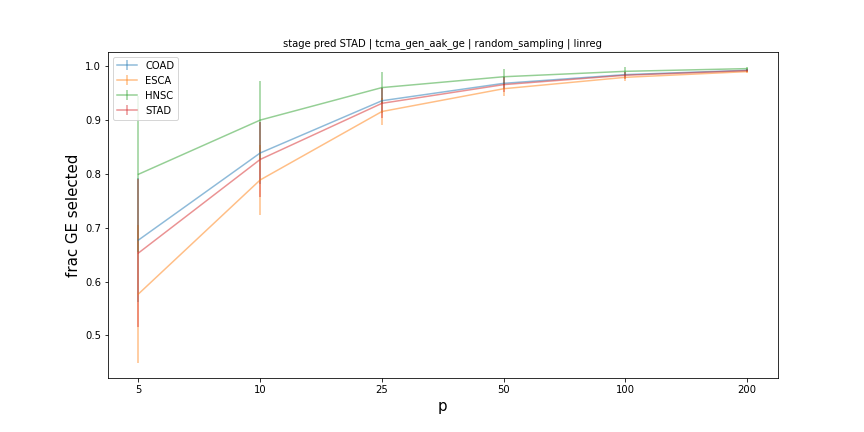 stage pred STAD | tcma_gen_aak_ge | random_sampling | linreg
COAD
ESCA
HNSC
STAD
frac GE selected
1.0
0.9
0.8
0.7
0.6
0.5
5 10 25 50 100 200
p